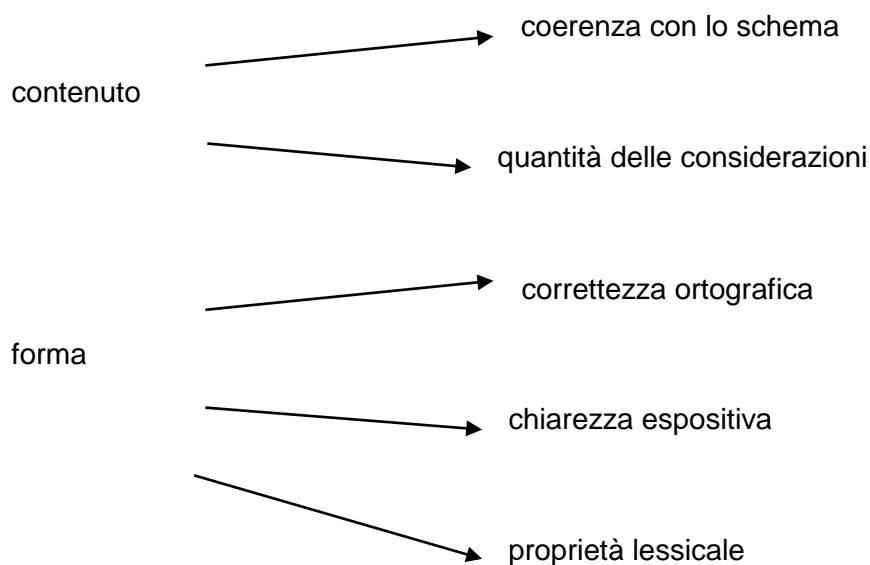 coerenza con lo schema
contenuto
quantità delle considerazioni
correttezza ortografica
forma
chiarezza espositiva
proprietà lessicale